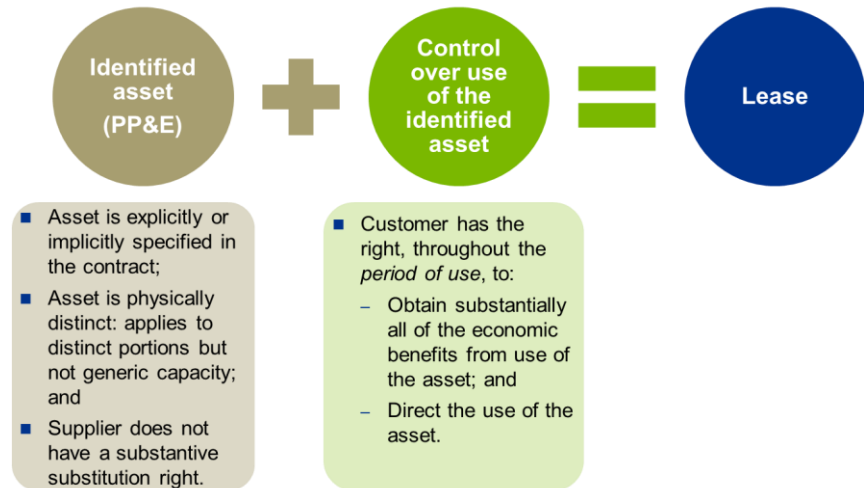 Identified
asset
(PP&E)
Control
over use
of the
identified
asset
Lease
■ Asset is explicitly or
implicitly specified in
the contract;
■ Asset is physically
distinct: applies to
distinct portions but
not generic capacity;
and
■ Supplier does not
have a substantive
substitution right.
■ Customer has the
right, throughout the
period of use, to:
– Obtain substantially
all of the economic
benefits from use of
the asset; and
– Direct the use of the
asset.